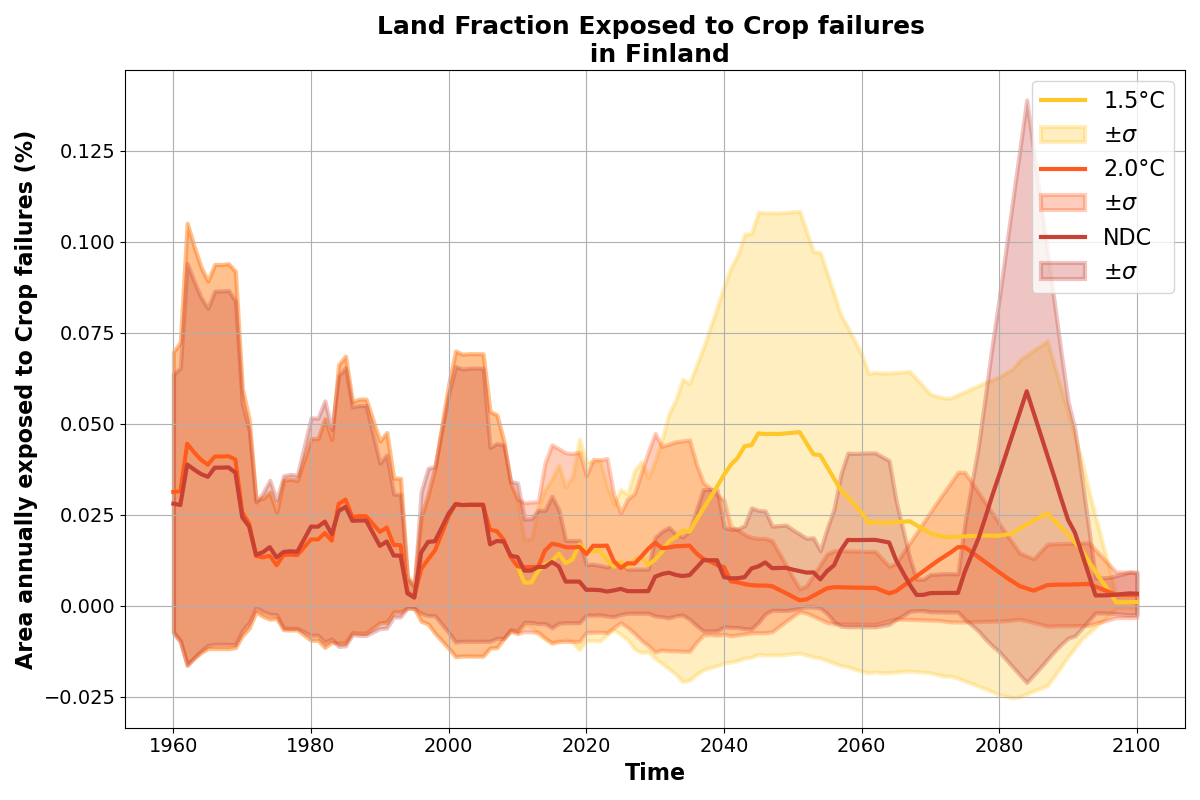 Land Fraction Exposed to Crop failures
in Finland
Area annually exposed to Crop failures (%)
0.125
0.100
0.075
0.050
0.025
0.000
−0.025
1960
1980
2000
2020
2040
2060
2080
2100
Time
1.5°C
±σ
2.0°C
±σ
NDC
±σ